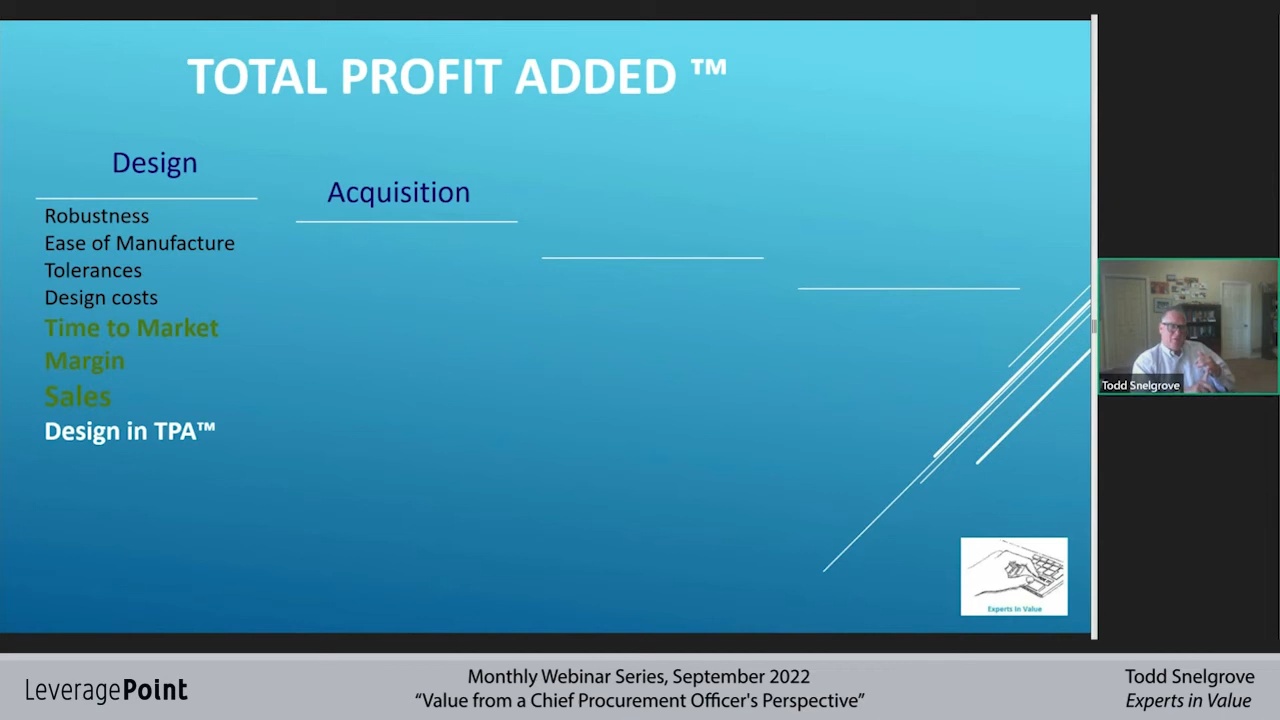 TOTAL PROFIT ADDED ™
Design
Acquisition
Robustness
Ease of Manufacture
Tolerances
Design costs
Time to Market
Margin
Sales
Design in TPA™
Experts In Value
Todd Snelgrove
LeveragePoint
Monthly Webinar Series, September 2022
“Value from a Chief Procurement Officer's Perspective”
Todd Snelgrove
Experts in Value